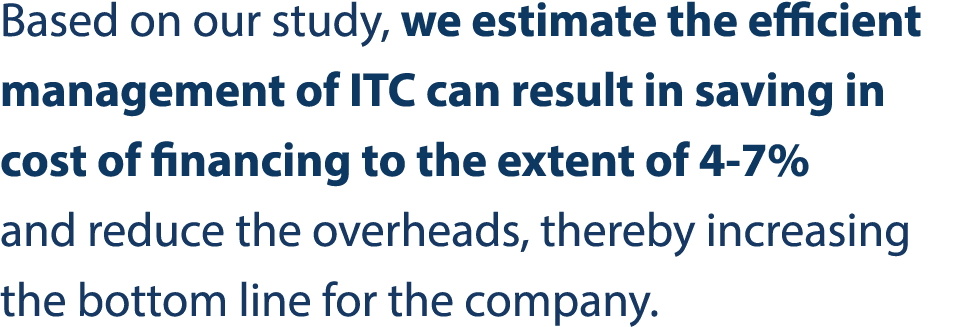 Based on our study, we estimate the efficient
management of ITC can result in saving in
cost of financing to the extent of 4-7%
and reduce the overheads, thereby increasing
the bottom line for the company.